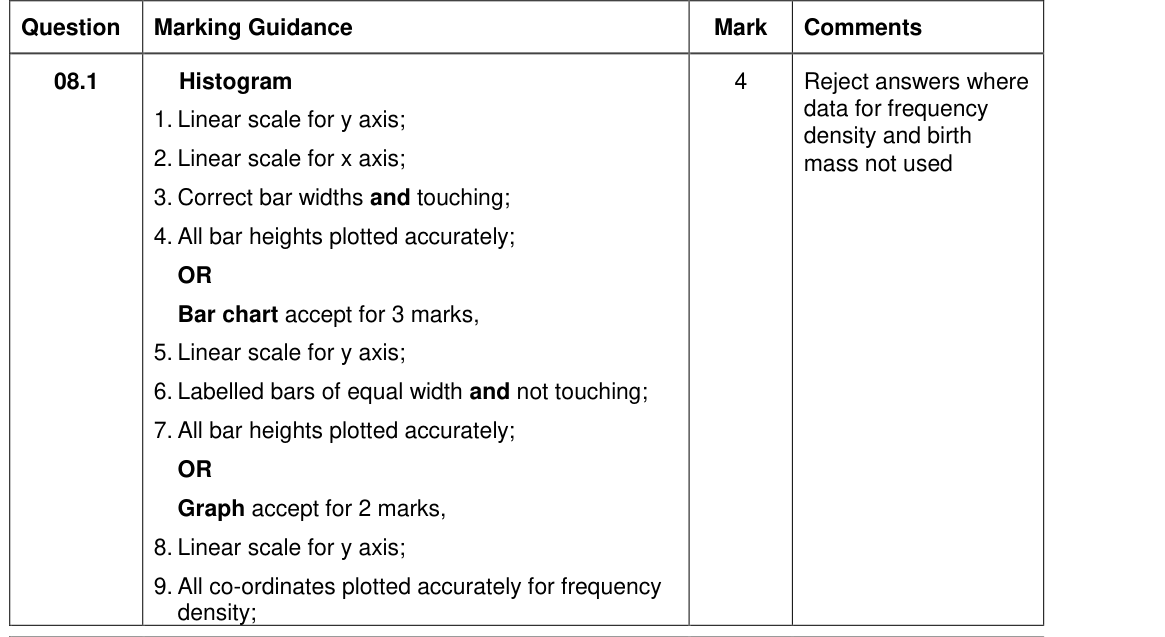 Question Marking Guidance Mark Comments
08.1 Histogram 4 Reject answers where
data for frequency
density and birth
mass not used
1. Linear scale for y axis;
2. Linear scale for x axis;
3. Correct bar widths and touching;
4. All bar heights plotted accurately;
OR
Bar chart accept for 3 marks,
5. Linear scale for y axis;
6. Labelled bars of equal width and not touching;
7. All bar heights plotted accurately;
OR
Graph accept for 2 marks,
8. Linear scale for y axis;
9. All co-ordinates plotted accurately for frequency
density;